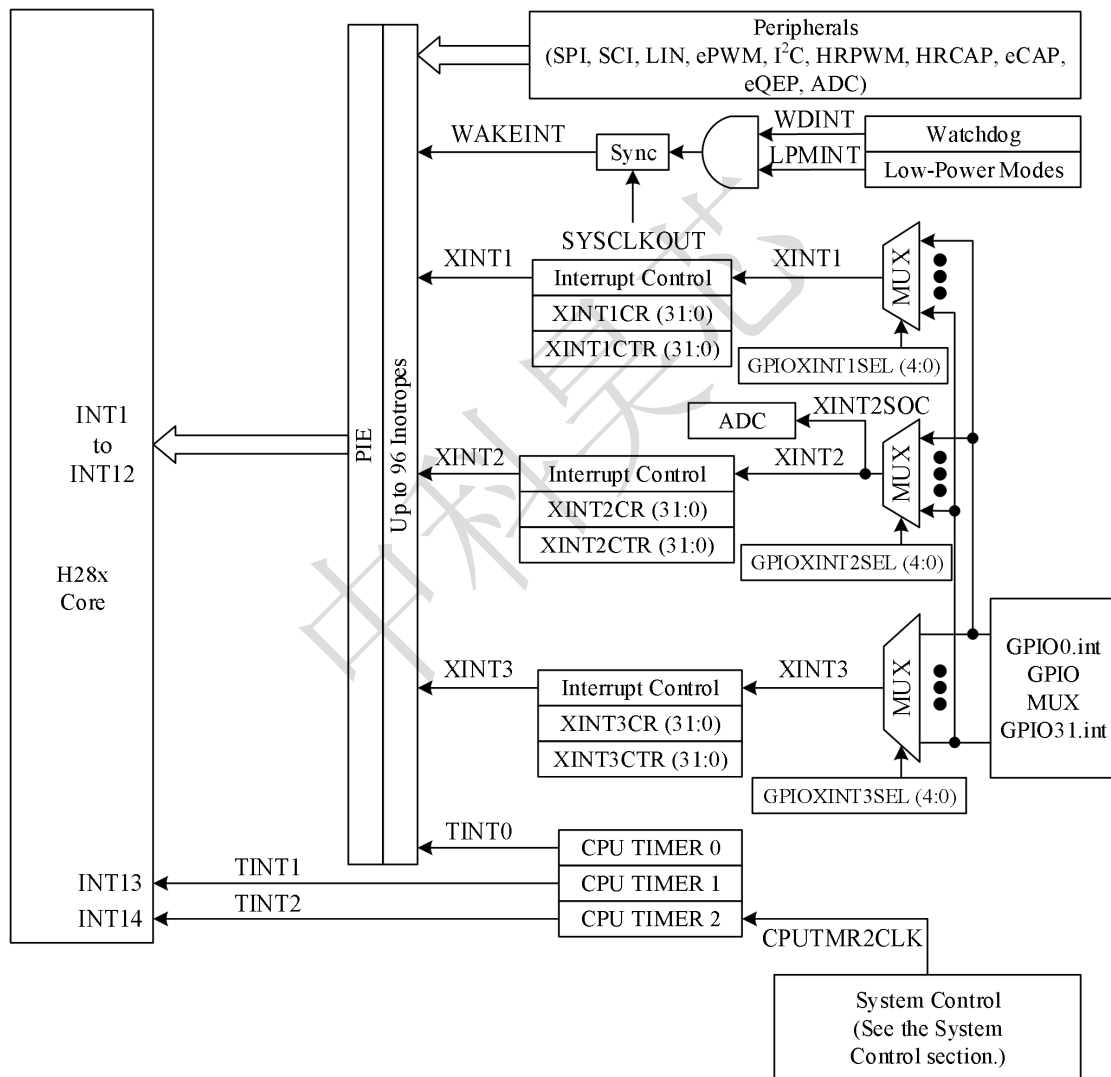 Peripherals
(SPI, SCI, LIN, ePWM, I²C, HRPWM, HRCAP, eCAP,
eQEP, ADC)
WDINT
Watchdog
LPMINT
Low-Power Modes
WAKEINT
Sync
SYSCLKOUT
XINT1
Interrupt Control
XINT1CR (31:0)
XINT1CTR (31:0)
XINT1
MUX
GPIOXINT1SEL (4:0)
ADC
XINT2SOC
XINT2
Interrupt Control
XINT2CR (31:0)
XINT2CTR (31:0)
XINT2
MUX
GPIOXINT2SEL (4:0)
INT1
to
INT12
PIE
Up to 96 Inotropes
H28x
Core
XINT3
Interrupt Control
XINT3CR (31:0)
XINT3CTR (31:0)
XINT3
MUX
GPIOXINT3SEL (4:0)
GPIO0.int
GPIO
MUX
GPIO31.int
TINT0
CPU TIMER 0
INT13
TINT1
CPU TIMER 1
INT14
TINT2
CPU TIMER 2
CPUTMR2CLK
System Control
(See the System
Control section.)
中科昊芯